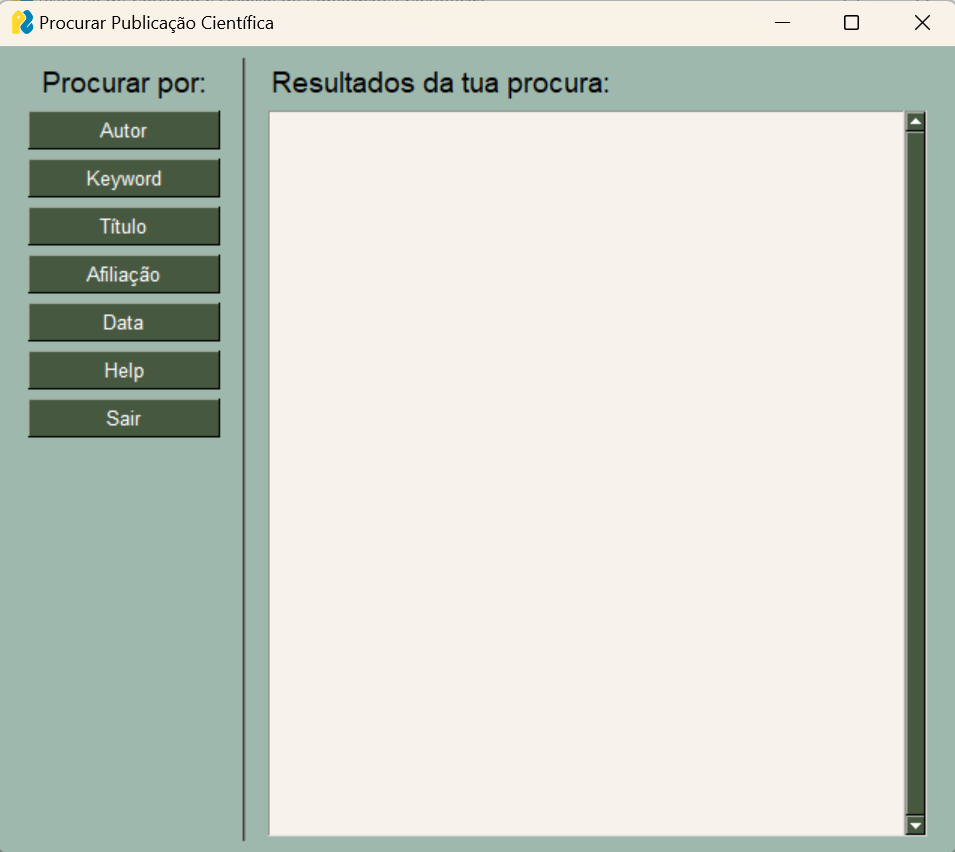 Procurar Publicação Científica
Procurar por:
Autor
Keyword
Título
Afiliação
Data
Help
Sair
Resultados da tua procura: